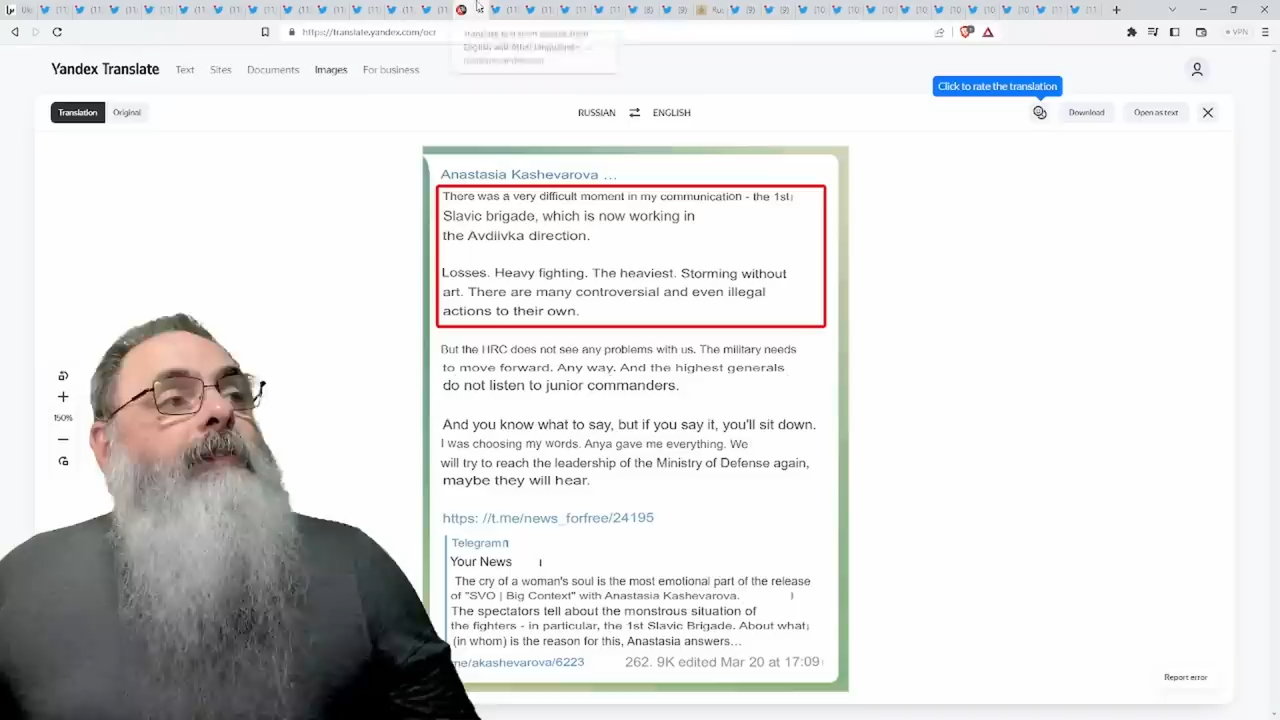 https://translate.yandex.com/ocr
VPN
English and other languages
Yandex Translate
Text
Sites
Documents
Images
For business
Click to rate the translation
Translation
Original
RUSSIAN
ENGLISH
Download
Open as text
Anastasia Kashevarova ...
There was a very difficult moment in my communication - the 1st
Slavic brigade, which is now working in
the Avdiivka direction.
Losses. Heavy fighting. The heaviest. Storming without
art. There are many controversial and even illegal
actions to their own.
But the HRC does not see any problems with us. The military needs
to move forward. Any way. And the highest generals
do not listen to junior commanders.
And you know what to say, but if you say it, you'll sit down.
I was choosing my words. Anya gave me everything. We
will try to reach the leadership of the Ministry of Defense again,
maybe they will hear.
https: //t.me/news_forfree/24195
Telegram
Your News
The cry of a woman's soul is the most emotional part of the release
of "SVO | Big Context" with Anastasia Kashevarova.
The spectators tell about the monstrous situation of
the fighters - in particular, the 1st Slavic Brigade. About what
(in whom) is the reason for this, Anastasia answers...
me/akashevarova/6223
262. 9K edited Mar 20 at 17:09
150%
Report error